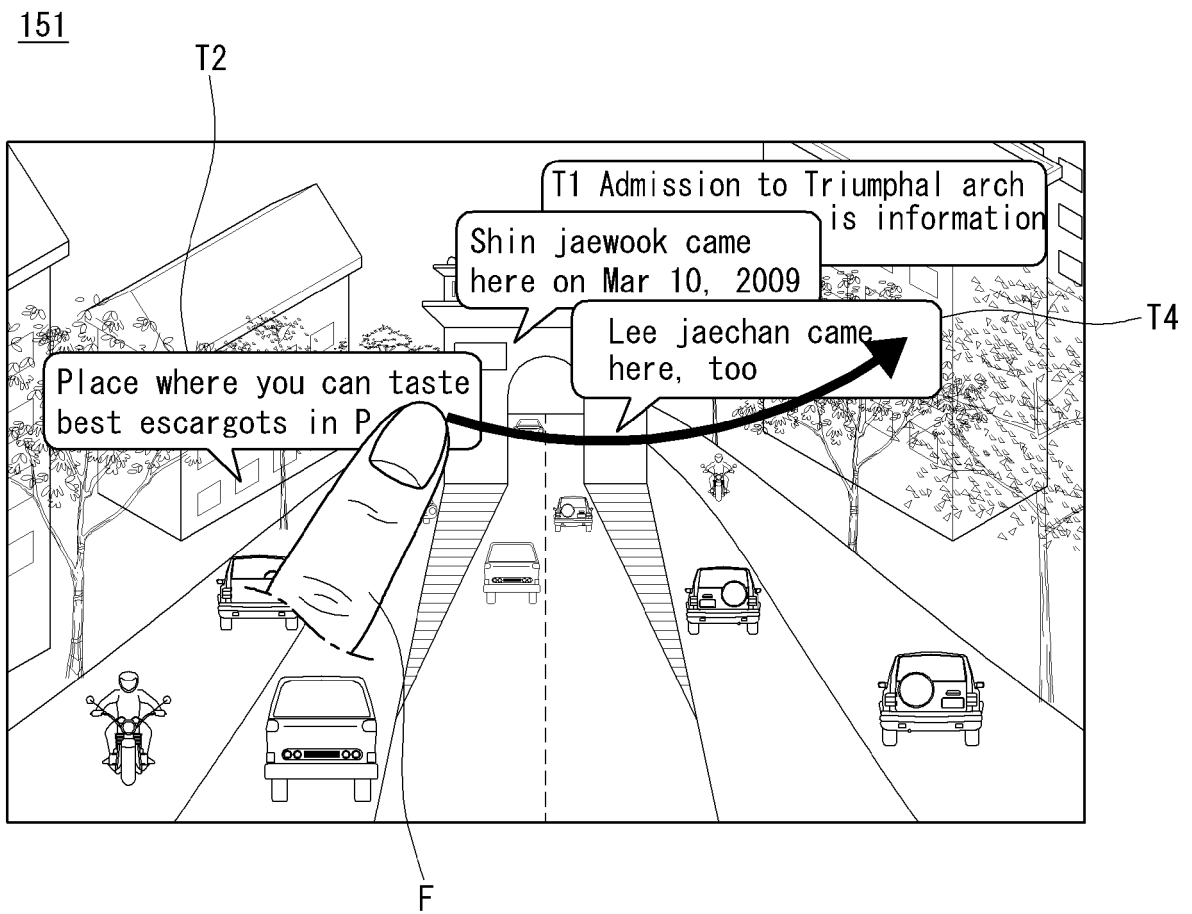 151
T2
T1 Admission to Triumphal arch
is information
Shin jaewook came
here on Mar 10, 2009
Lee jaechan came
here, too
T4
Place where you can taste
best escargots in P
F